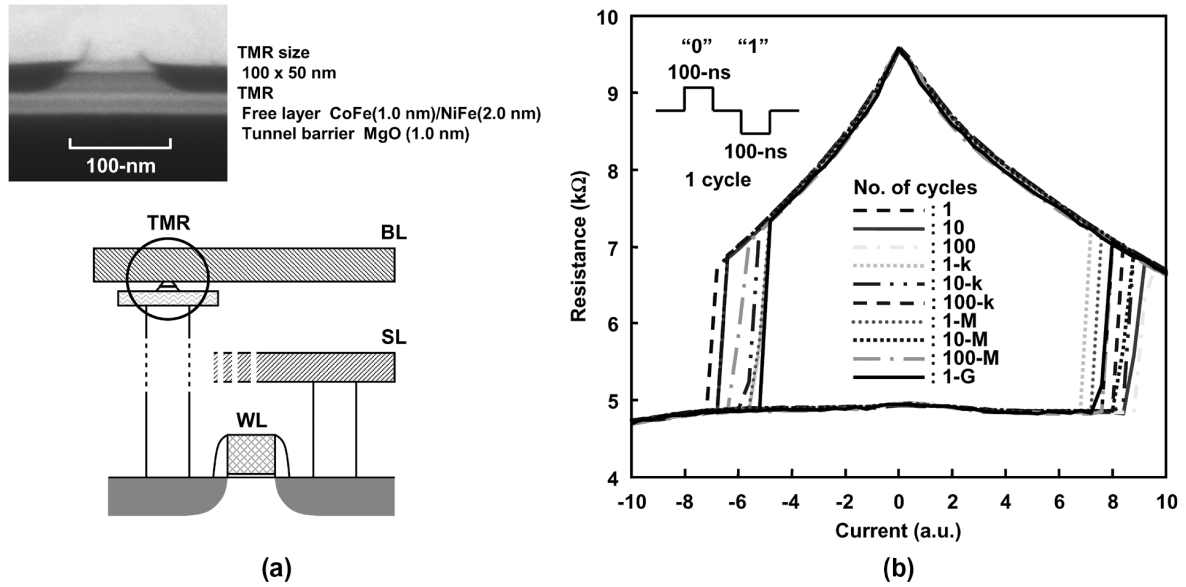 TMR size
100 x 50 nm
TMR
Free layer CoFe(1.0 nm)/NiFe(2.0 nm)
Tunnel barrier MgO (1.0 nm)
100-nm
TMR
BL
SL
WL
(a)
Resistance (kΩ)
10
9
8
7
6
5
4
-10
-8
-6
-4
-2
0
2
4
6
8
10
Current (a.u.)
“0” “1”
100-ns
100-ns
1 cycle
No. of cycles
1
10
100
1-k
10-k
100-k
1-M
10-M
100-M
1-G
(b)